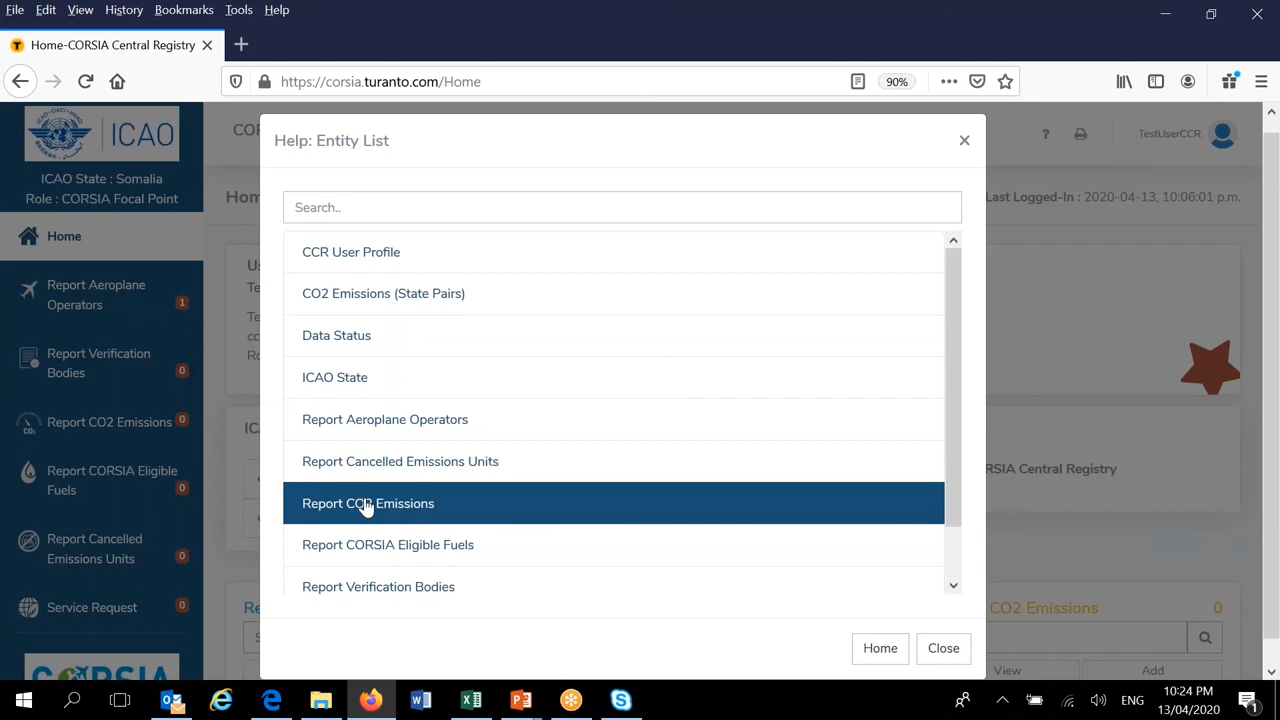 File Edit View History Bookmarks Tools Help
Home-CORSIA Central Registry
https://corsia.turanto.com/Home
90%
ICAO
ICAO State : Somalia
Role : CORSIA Focal Point
Home
Report Aeroplane
Operators
1
Report Verification
Bodies
0
CO₂
Report CO2 Emissions
0
Report CORSIA Eligible
Fuels
0
Report Cancelled
Emissions Units
0
Service Request
0
CORSIA
?
TestUserCCR
Last Logged-In : 2020-04-13, 10:06:01 p.m.
Help: Entity List
Search..
CCR User Profile
CO2 Emissions (State Pairs)
Data Status
ICAO State
Report Aeroplane Operators
Report Cancelled Emissions Units
Report CO2 Emissions
Report CORSIA Eligible Fuels
Report Verification Bodies
Home
Close
RSIA Central Registry
CO2 Emissions
0
View
Add
ENG
10:24 PM
13/04/2020
1